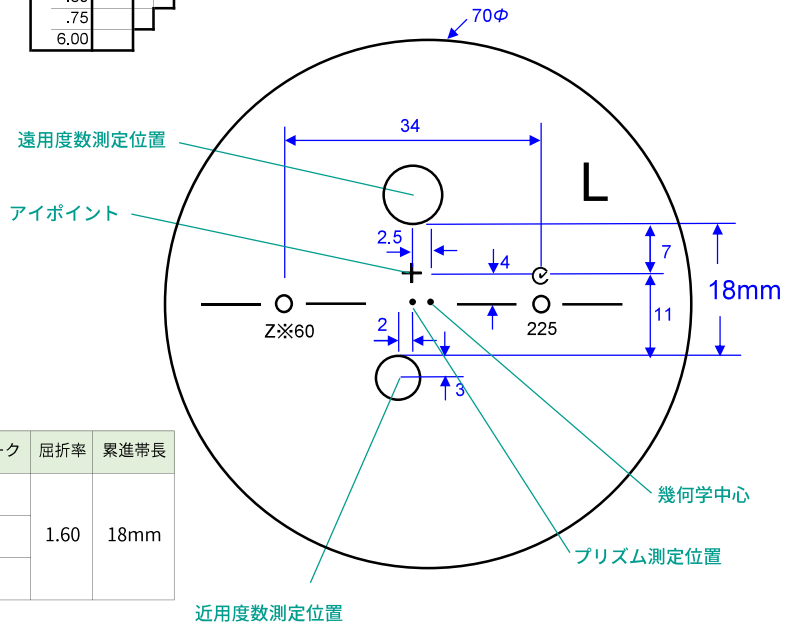 .75
6.00
70Φ
34
遠用度数測定位置
L
アイポイント
2.5
4
7
18mm
11
Z※60
225
2
3
ーク
屈折率
累進帯長
1.60
18mm
幾何学中心
プリズム測定位置
近用度数測定位置